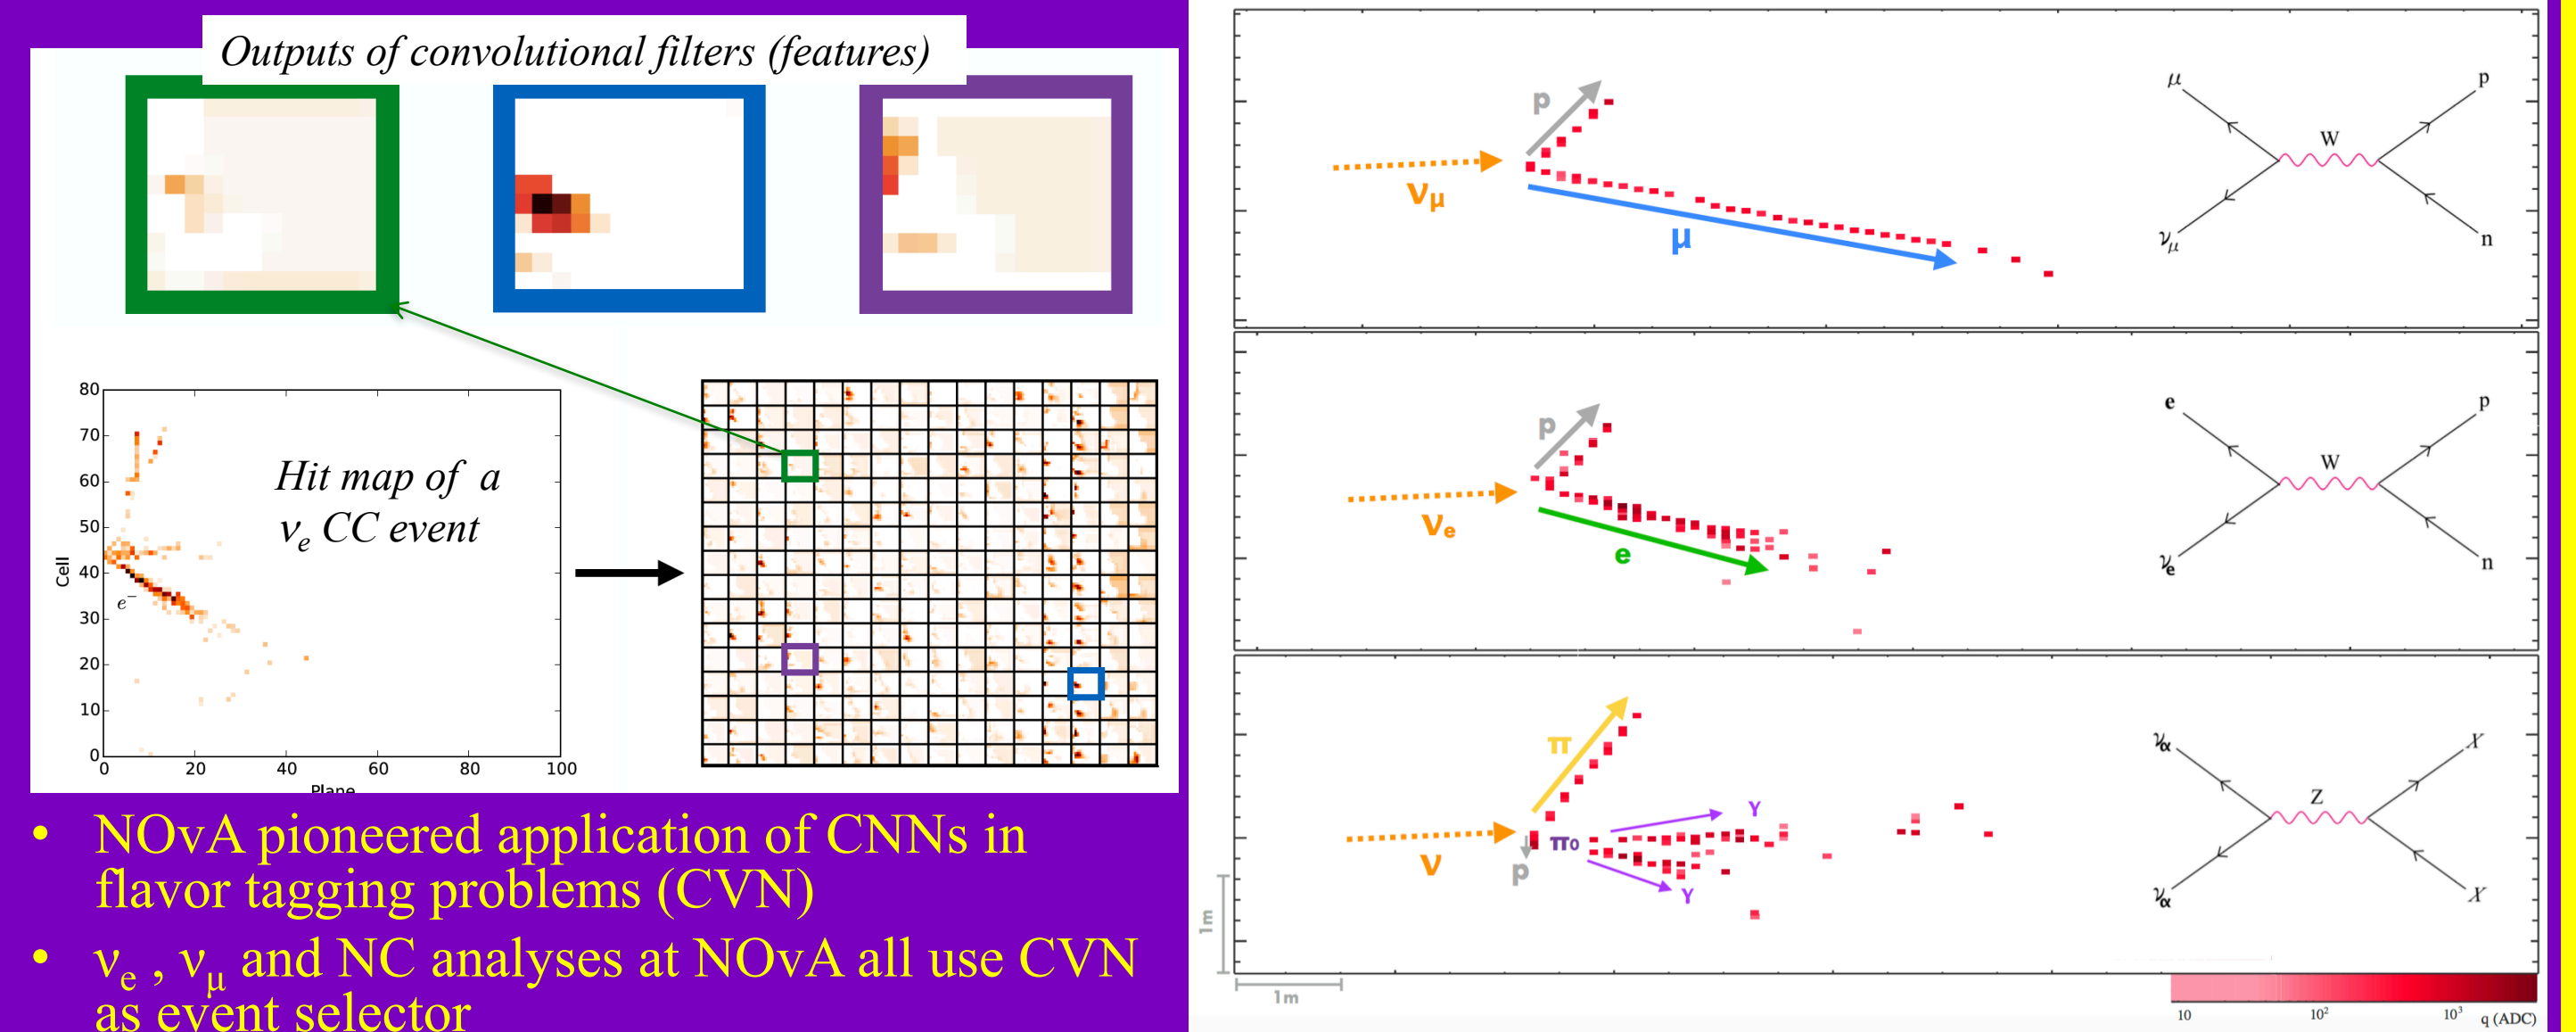 Outputs of convolutional filters (features)
80
70
60
50
40
30
20
10
0
Cell
0 20 40 60 80 100
Plane
Hit map of a
νe CC event
e−
• NOvA pioneered application of CNNs in
flavor tagging problems (CVN)
• νe , νμ and NC analyses at NOvA all use CVN
as event selector
p
νμ
μ
μ
p
W
νμ
n
p
νe
e
e
p
W
νe
n
π
γ
ν
p
π0
γ
να
X
Z
να
X
1m
1m
10 10² 10³ q (ADC)